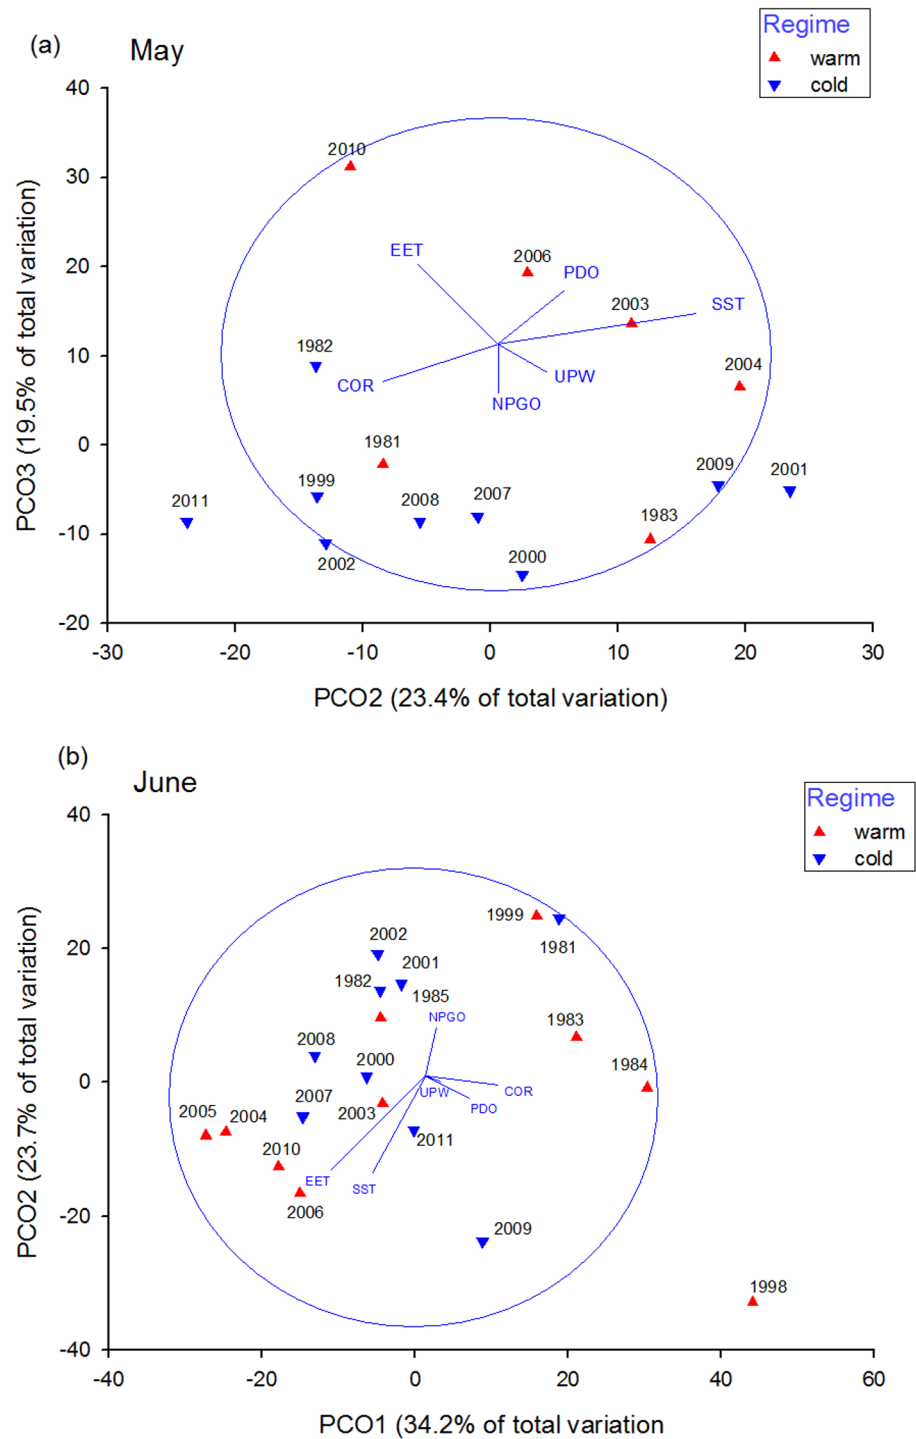 (a)
May
Regime
warm
cold
40
30
20
10
0
-10
-20
-30
-20
-10
0
10
20
30
PCO3 (19.5% of total variation)
PCO2 (23.4% of total variation)
2010
EET
2006
PDO
2003
SST
1982
COR
UPW
NPGO
2004
1981
1999
2011
2008
2007
2009
2001
1983
2002
2000
(b)
June
Regime
warm
cold
40
20
0
-20
-40
-40
-20
0
20
40
60
PCO2 (23.7% of total variation)
PCO1 (34.2% of total variation
1999
1981
2002
2001
1982
1985
NPGO
1983
2008
2000
1984
2007
2003
UPW
COR
PDO
2005
2004
2011
2010
EET
SST
2006
2009
1998